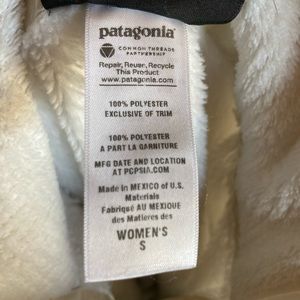 patagonia
COMMON THREADS
PARTNERSHIP
Repair, Reuse, Recycle
This Product
www.patagonia.com
100% POLYESTER
EXCLUSIVE OF TRIM
100% POLYESTER
A PART LA GARNITURE
MFG DATE AND LOCATION
AT PCPSIA.COM
Made in MEXICO of U.S.
Materials
Fabriqué AU MEXIQUE
des Matieres des
WOMEN'S
S